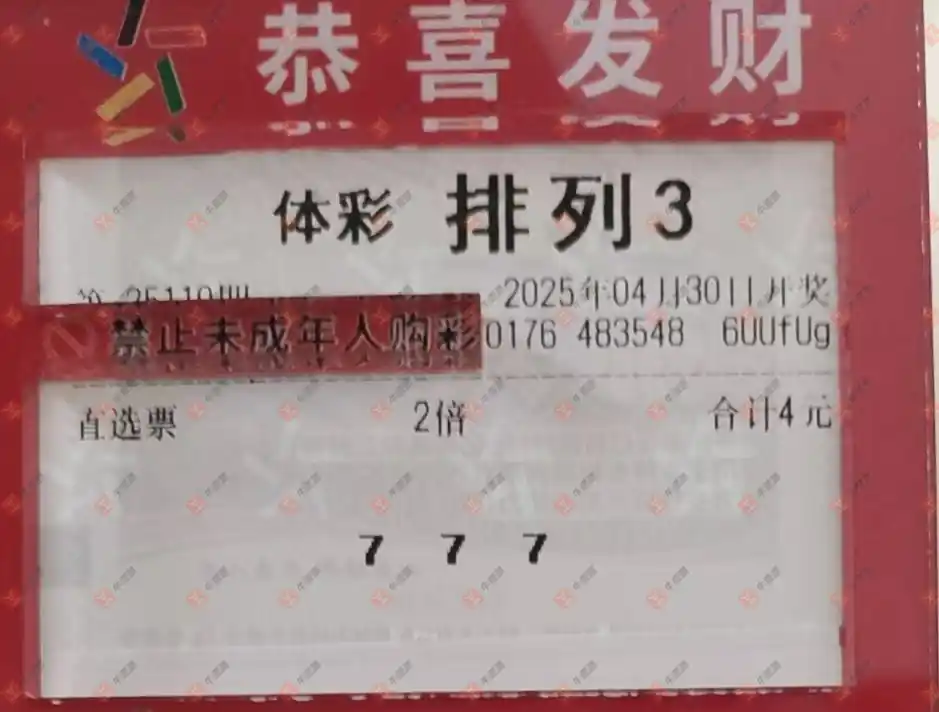 恭喜发财
体彩 排列3
2025年04月30日开奖
禁止未成年人购彩 0176 483548 6UUfUg
直选票 2倍 合计4元
7 7 7